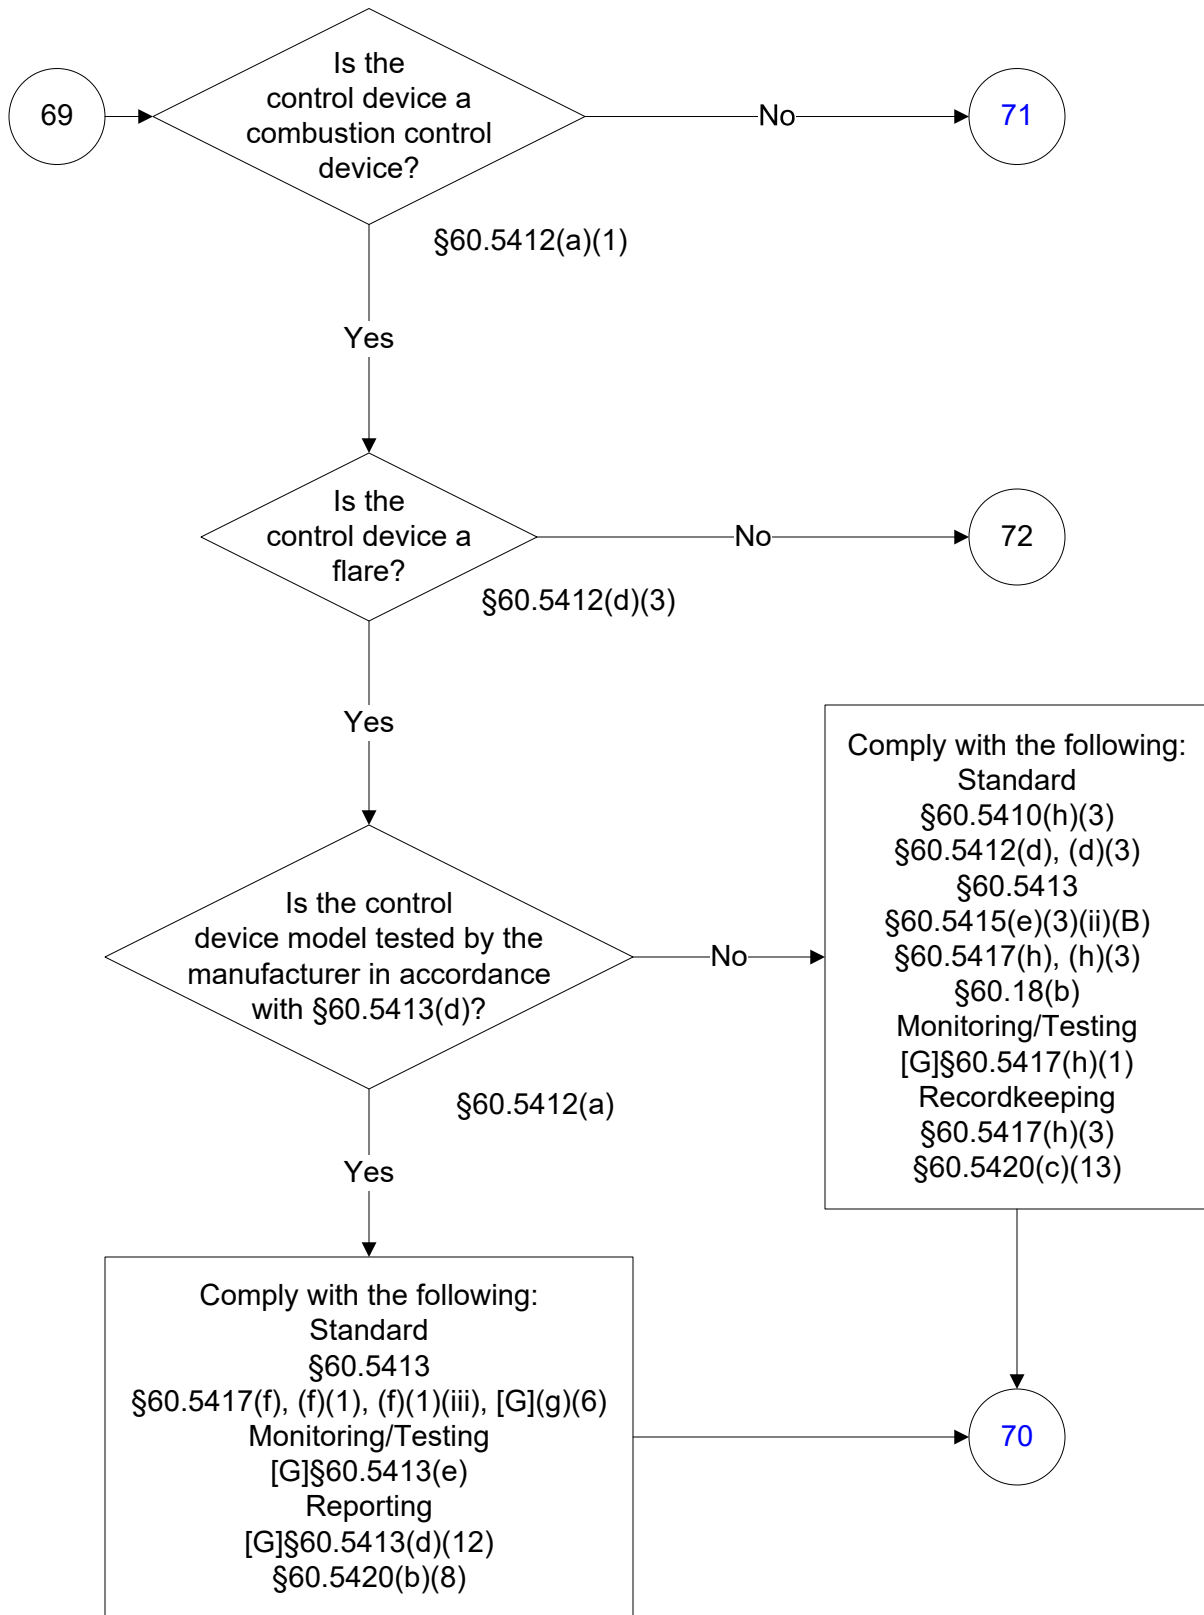 Is the
control device a
combustion control
device?
69
No
71
§60.5412(a)(1)
Yes
Is the
control device a
flare?
No
72
§60.5412(d)(3)
Yes
Is the control
device model tested by the
manufacturer in accordance
with §60.5413(d)?
No
§60.5412(a)
Comply with the following:
Standard
§60.5410(h)(3)
§60.5412(d), (d)(3)
§60.5413
§60.5415(e)(3)(ii)(B)
§60.5417(h), (h)(3)
§60.18(b)
Monitoring/Testing
[G]§60.5417(h)(1)
Recordkeeping
§60.5417(h)(3)
§60.5420(c)(13)
Yes
Comply with the following:
Standard
§60.5413
§60.5417(f), (f)(1), (f)(1)(iii), [G](g)(6)
Monitoring/Testing
[G]§60.5413(e)
Reporting
[G]§60.5413(d)(12)
§60.5420(b)(8)
70